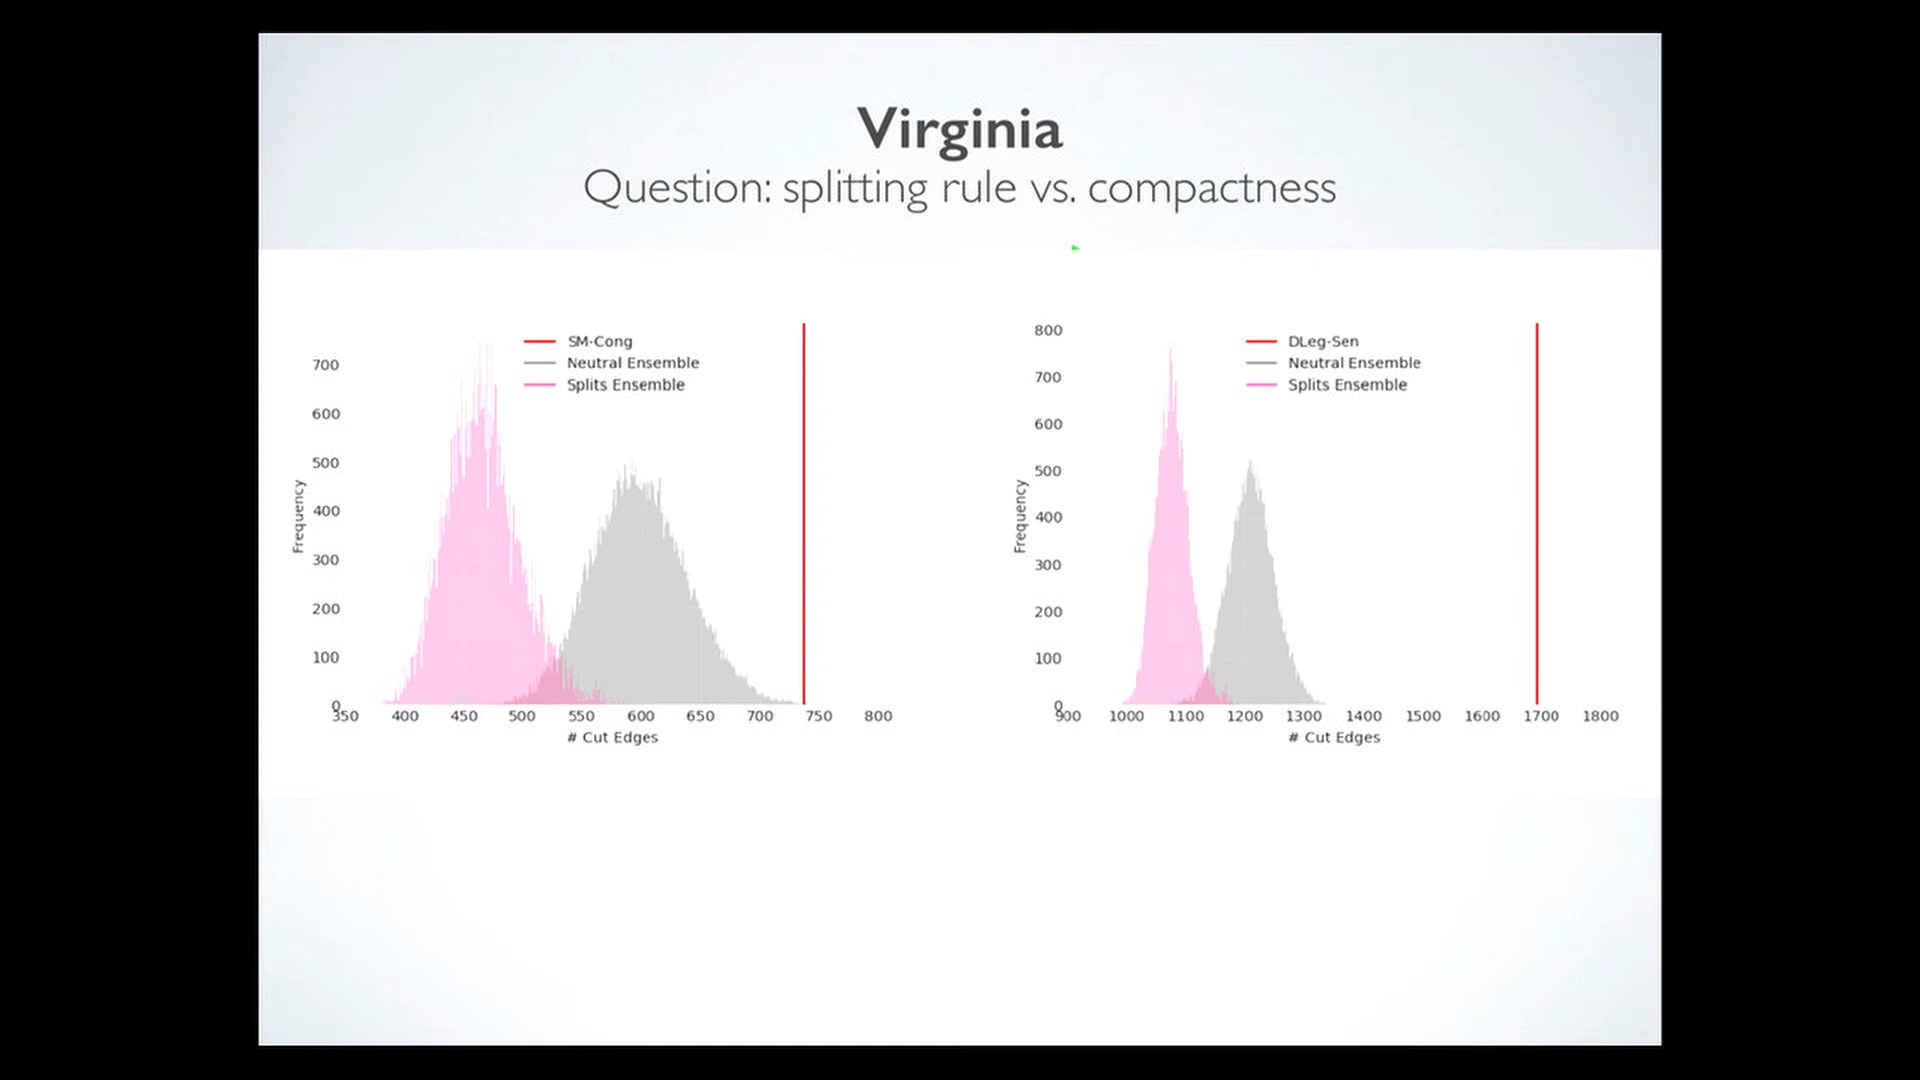 Virginia
Question: splitting rule vs. compactness
SM-Cong
Neutral Ensemble
Splits Ensemble
700
600
500
400
300
200
100
0
Frequency
350 400 450 500 550 600 650 700 750 800
# Cut Edges
DLeg-Sen
Neutral Ensemble
Splits Ensemble
800
700
600
500
400
300
200
100
0
Frequency
900 1000 1100 1200 1300 1400 1500 1600 1700 1800
# Cut Edges